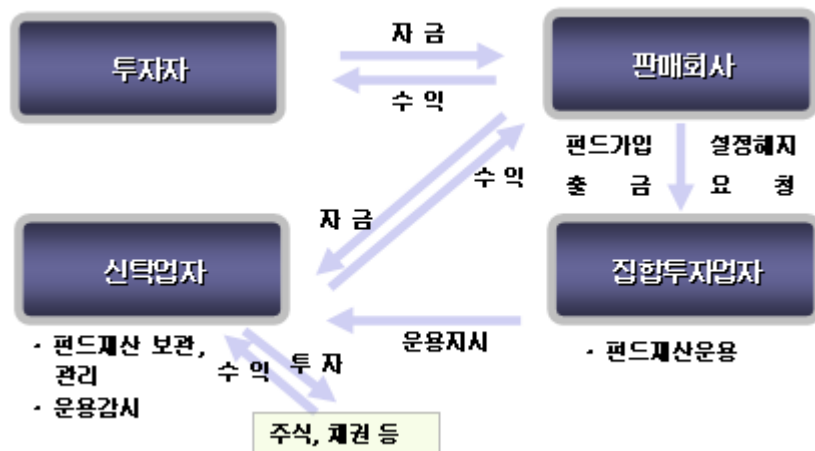 투자자
자 금
수 익
판매회사
펀드가입 설정해지
출 금 요 청
수 익
자 금
신탁업자
집합투자업자
운용지시
· 펀드재산 보관,
관리
· 운용감시
수 익
투 자
· 펀드재산운용
주식, 채권 등